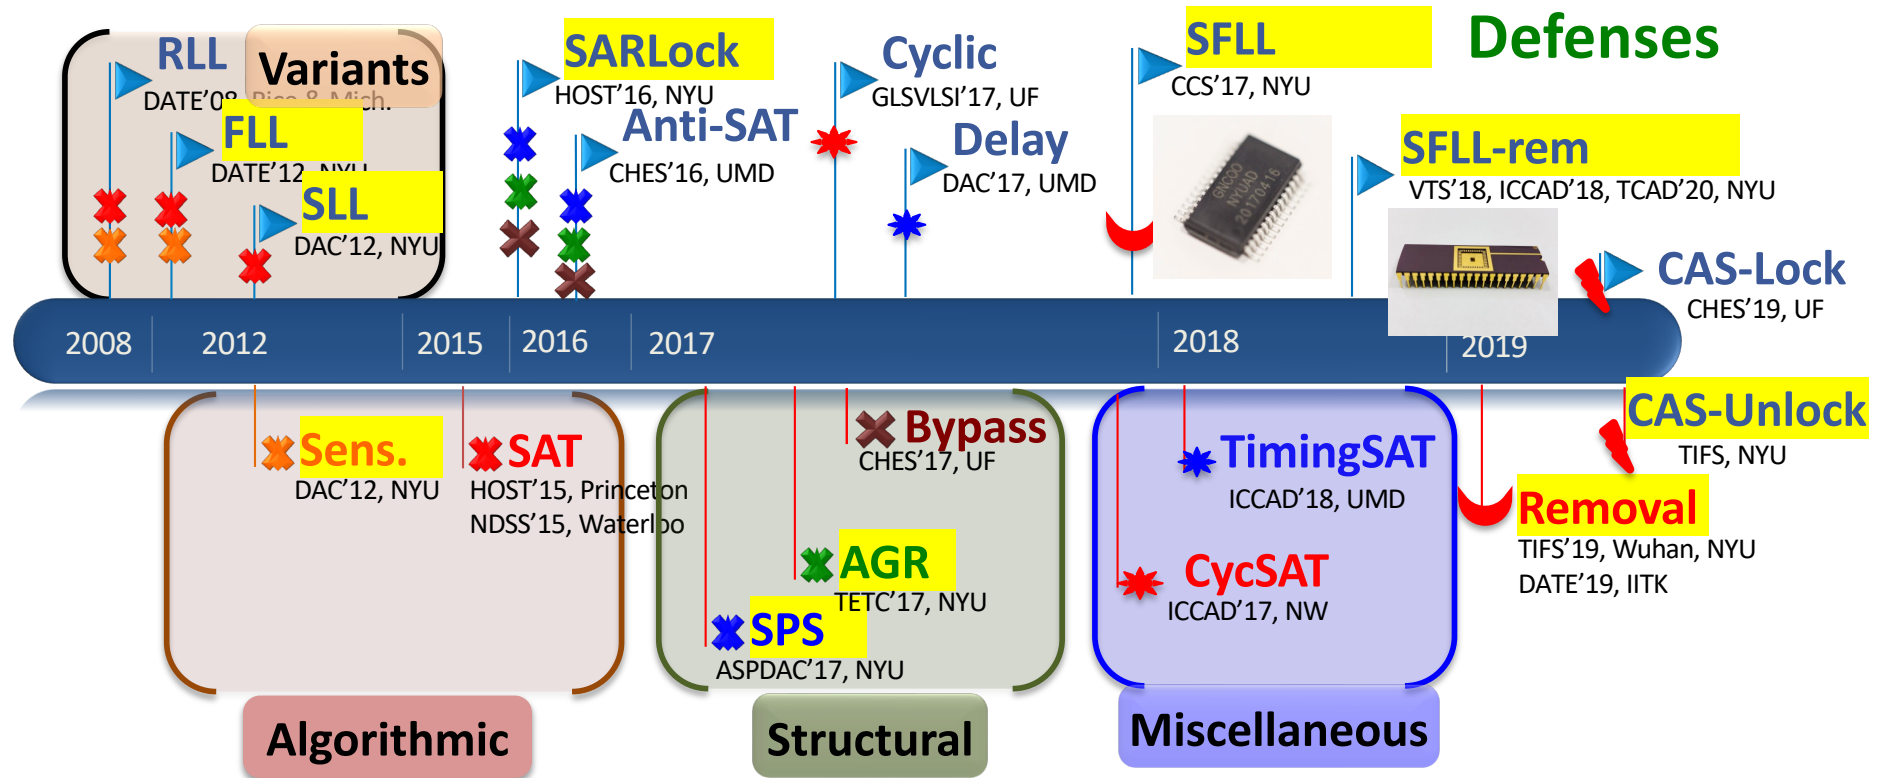 Defenses
RLL
DATE'08, Rice & Mich.
Variants
FLL
DATE'12, NYU
SLL
DAC'12, NYU
SARLock
HOST'16, NYU
Anti-SAT
CHES'16, UMD
Cyclic
GLSVLSI'17, UF
Delay
DAC'17, UMD
SFLL
CCS'17, NYU
GNCOO
NYUAD
20170416
SFLL-rem
VTS'18, ICCAD'18, TCAD'20, NYU
CAS-Lock
CHES'19, UF
2008
2012
2015
2016
2017
2018
2019
Sens.
DAC'12, NYU
SAT
HOST'15, Princeton
NDSS'15, Waterloo
Bypass
CHES'17, UF
AGR
TETC'17, NYU
SPS
ASPDAC'17, NYU
TimingSAT
ICCAD'18, UMD
CycSAT
ICCAD'17, NW
CAS-Unlock
TIFS, NYU
Removal
TIFS'19, Wuhan, NYU
DATE'19, IITK
Algorithmic
Structural
Miscellaneous